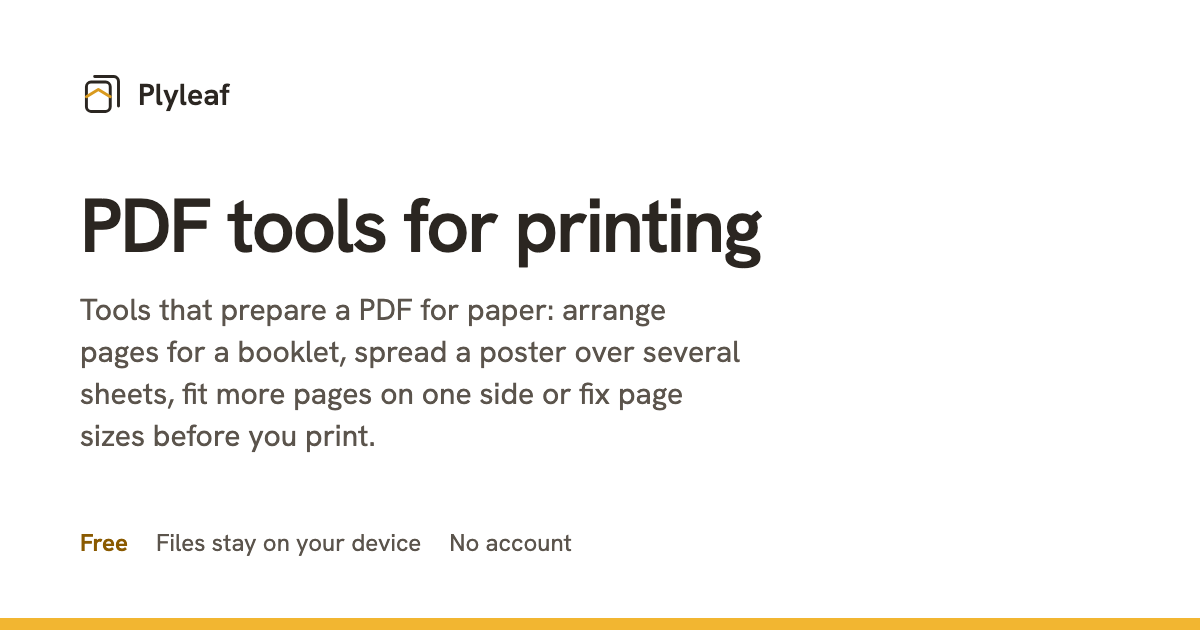 Plyleaf
PDF tools for printing
Tools that prepare a PDF for paper: arrange
pages for a booklet, spread a poster over several
sheets, fit more pages on one side or fix page
sizes before you print.
Free Files stay on your device No account